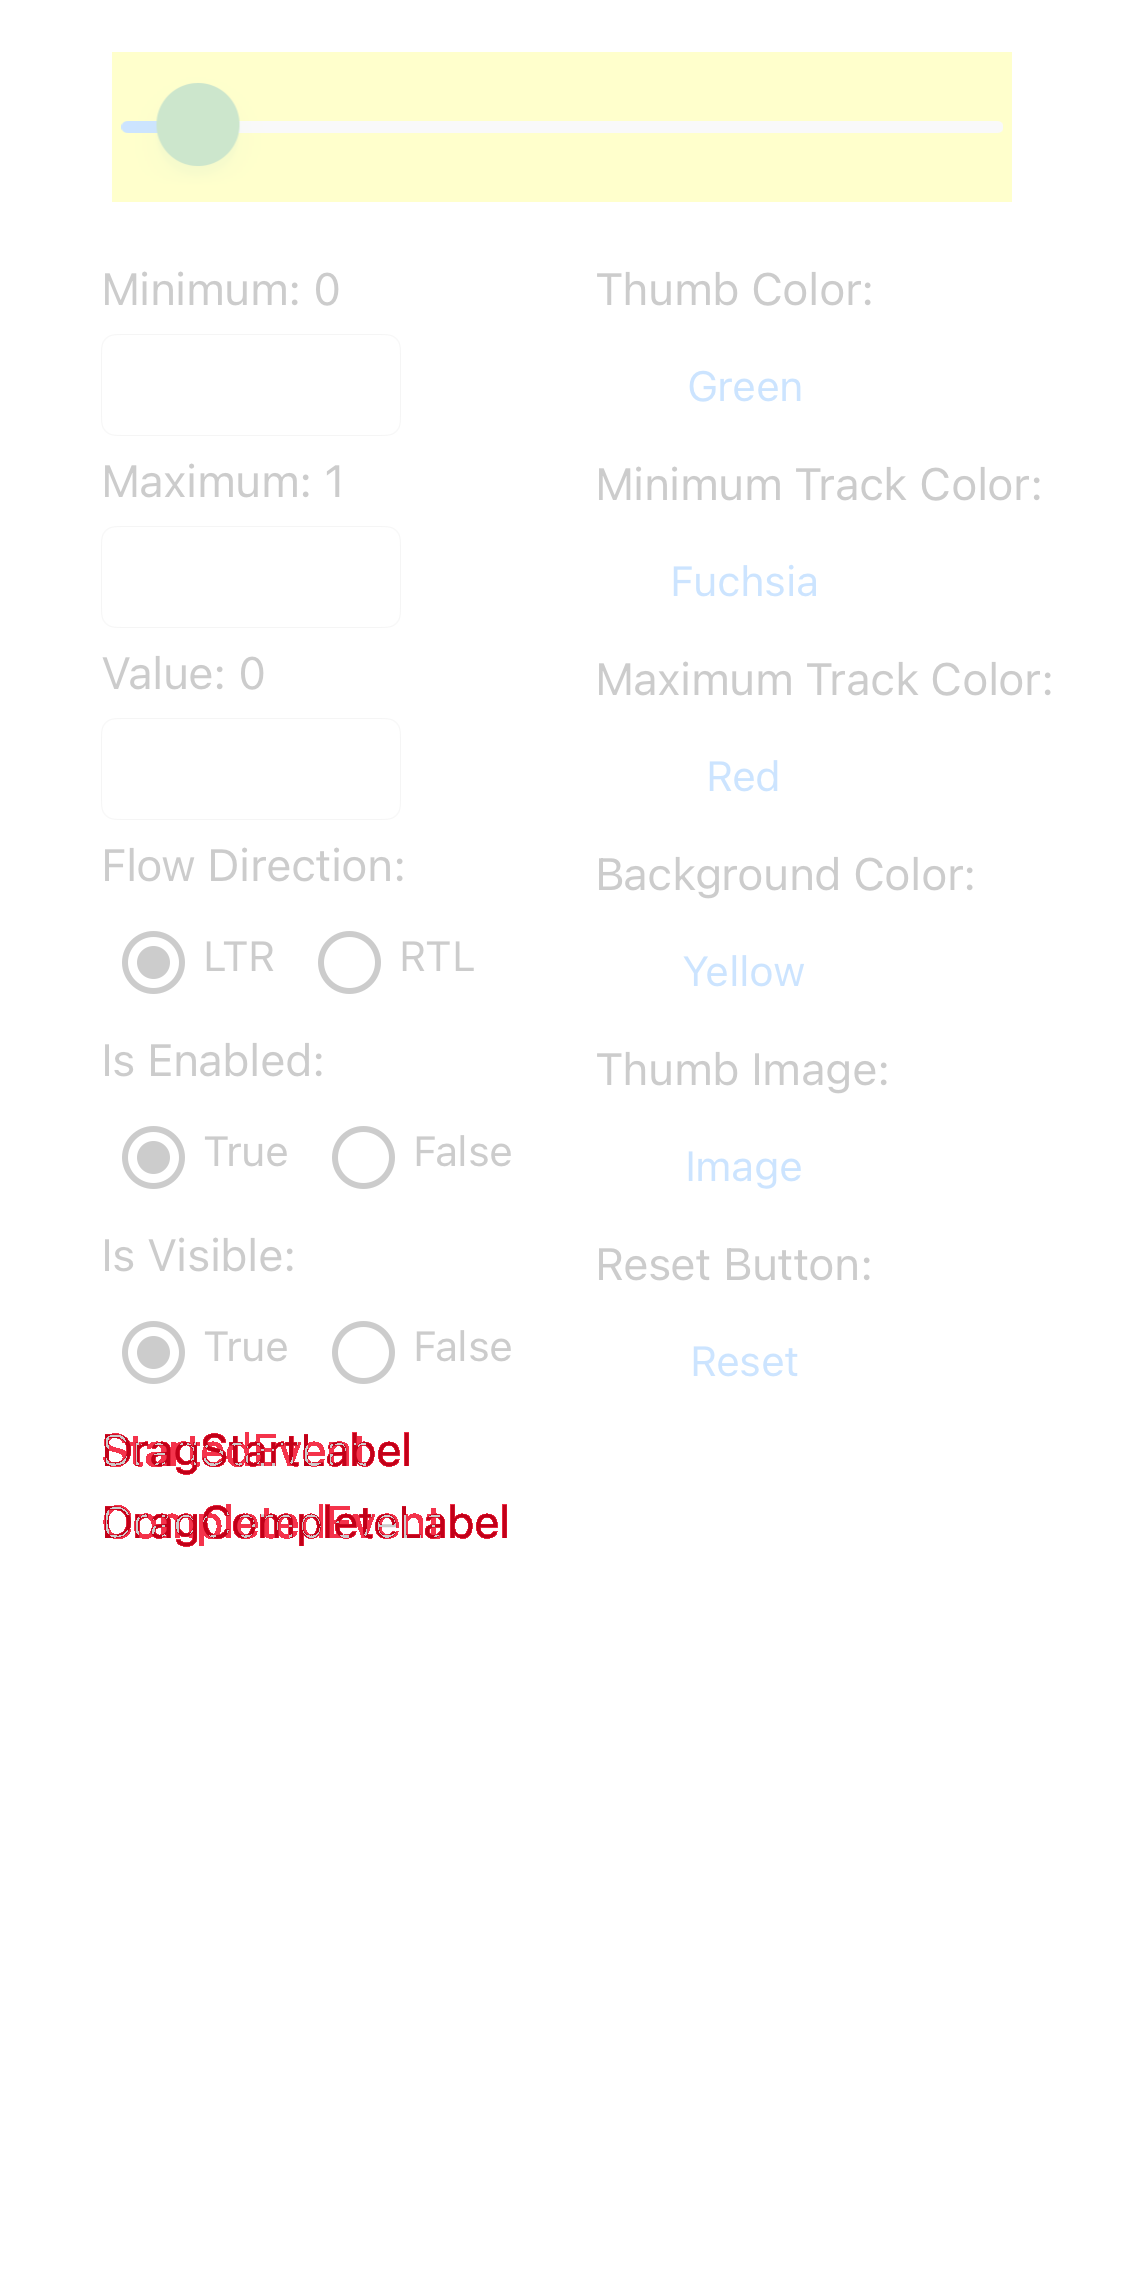 Minimum: 0
Maximum: 1
Value: 0
Flow Direction:
LTR RTL
Is Enabled:
True False
Is Visible:
True False
Thumb Color:
Green
Minimum Track Color:
Fuchsia
Maximum Track Color:
Red
Background Color:
Yellow
Thumb Image:
Image
Reset Button:
Reset
DragStartLabel
DragCompleteLabel